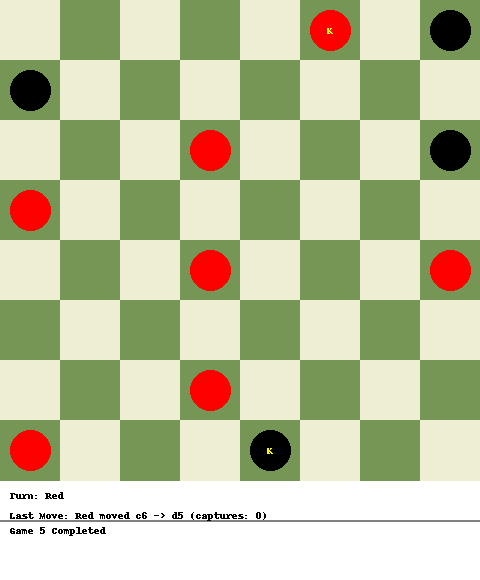 K
K
Turn: Red
Last Move: Red moved c6 -> d5 (captures: 0)
Game 5 Completed